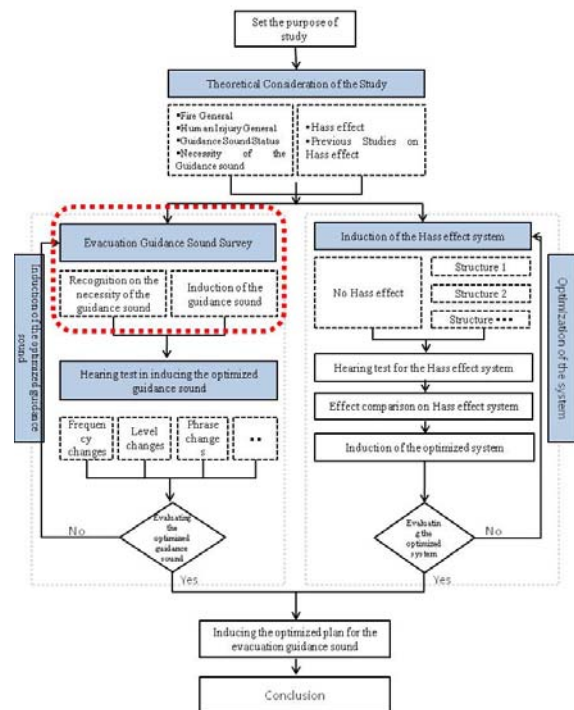 Set the purpose of
study
Theoretical Consideration of the Study
▪Fire General
▪Human Injury General
▪Guidance Sound Status
▪Necessity of the
Guidance sound
▪ Hass effect
▪ Previous Studies on
Hass effect
Induction of the optimized guidance
sound
Evacuation Guidance Sound Survey
Recognition on the
necessity of the
guidance sound
Induction of the
guidance sound
Hearing test in inducing the optimized
guidance sound
Frequen
cy
changes
Level
changes
Phrase
change
s
▪▪
Evaluating
the
optimized
guidance
sound
No
Yes
Induction of the Hass effect system
No Hass effect
Structure 1
Structure 2
Structure ▪▪▪
Hearing test for the Hass effect system
Effect comparison on Hass effect system
Induction of the optimized system
Evaluatin
g the
optimized
system
No
Yes
Optimization of
the system
Inducing the optimized plan for the
evacuation guidance sound
Conclusion